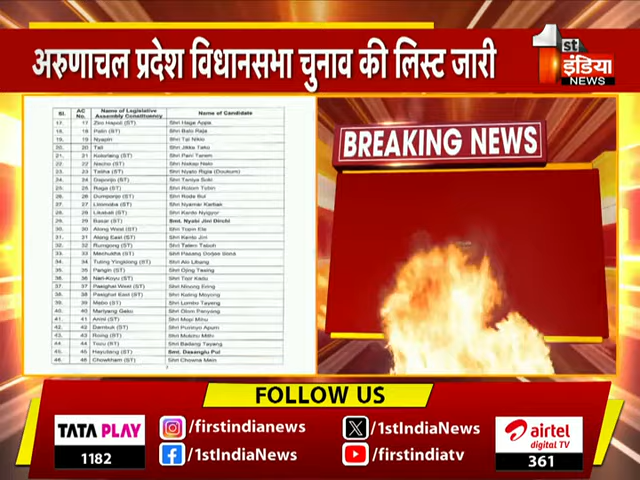 अरुणाचल प्रदेश विधानसभा चुनाव की लिस्ट जारी
1st
इंडिया
NEWS
Sl. AC No. Name of Legislative Assembly Constituency Name of Candidate
17. 17 Ziro Hapoli (ST) Shri Hage Appa
18. 18 Palin (ST) Shri Balo Raja
19. 19 Nyapin Shri Tai Nikio
20. 20 Tali Shri Jikke Tako
21. 21 Koloriang (ST) Shri Pani Taram
22. 22 Nacho (ST) Shri Nakap Nalo
23. 23 Taliha (ST) Shri Nyato Rigia (Doukum)
24. 24 Daporijo (ST) Shri Taniya Soki
25. 25 Raga (ST) Shri Rotom Tebin
26. 26 Dumporijo (ST) Shri Rode Bui
27. 27 Liromoba (ST) Shri Nyamar Karbak
28. 28 Likabali (ST) Shri Kardo Nyigyor
29. 29 Basar (ST) Smt. Nyabi Jini Dirchi
30. 30 Along West (ST) Shri Topin Ete
31. 31 Along East (ST) Shri Kento Jini
32. 32 Rumgong (ST) Shri Talem Taboh
33. 33 Mechukha (ST) Shri Pasang Dorjee Sona
34. 34 Tuting Yingkiong (ST) Shri Alo Libang
35. 35 Pangin (ST) Shri Ojing Tasing
36. 36 Nari-Koyu (ST) Shri Tojir Kadu
37. 37 Pasighat West (ST) Shri Ninong Ering
38. 38 Pasighat East (ST) Shri Kaling Moyong
39. 39 Mebo (ST) Shri Lombo Tayeng
40. 40 Mariyang Geku Shri Olom Panyang
41. 41 Anini (ST) Shri Mopi Mihu
42. 42 Dambuk (ST) Shri Puinnyo Apum
43. 43 Roing (ST) Shri Mutchu Mithi
44. 44 Tezu (ST) Shri Mohesh Chai
45. 45 Hayuliang (ST) Smt. Dasanglu Pul
46. 46 Chowkham (ST) Shri Chowna Mein
BREAKING NEWS
FOLLOW US
TATA PLAY
1182
/firstindianews
/1stIndiaNews
/1stIndiaNews
/firstindiatv
airtel
digital TV
361